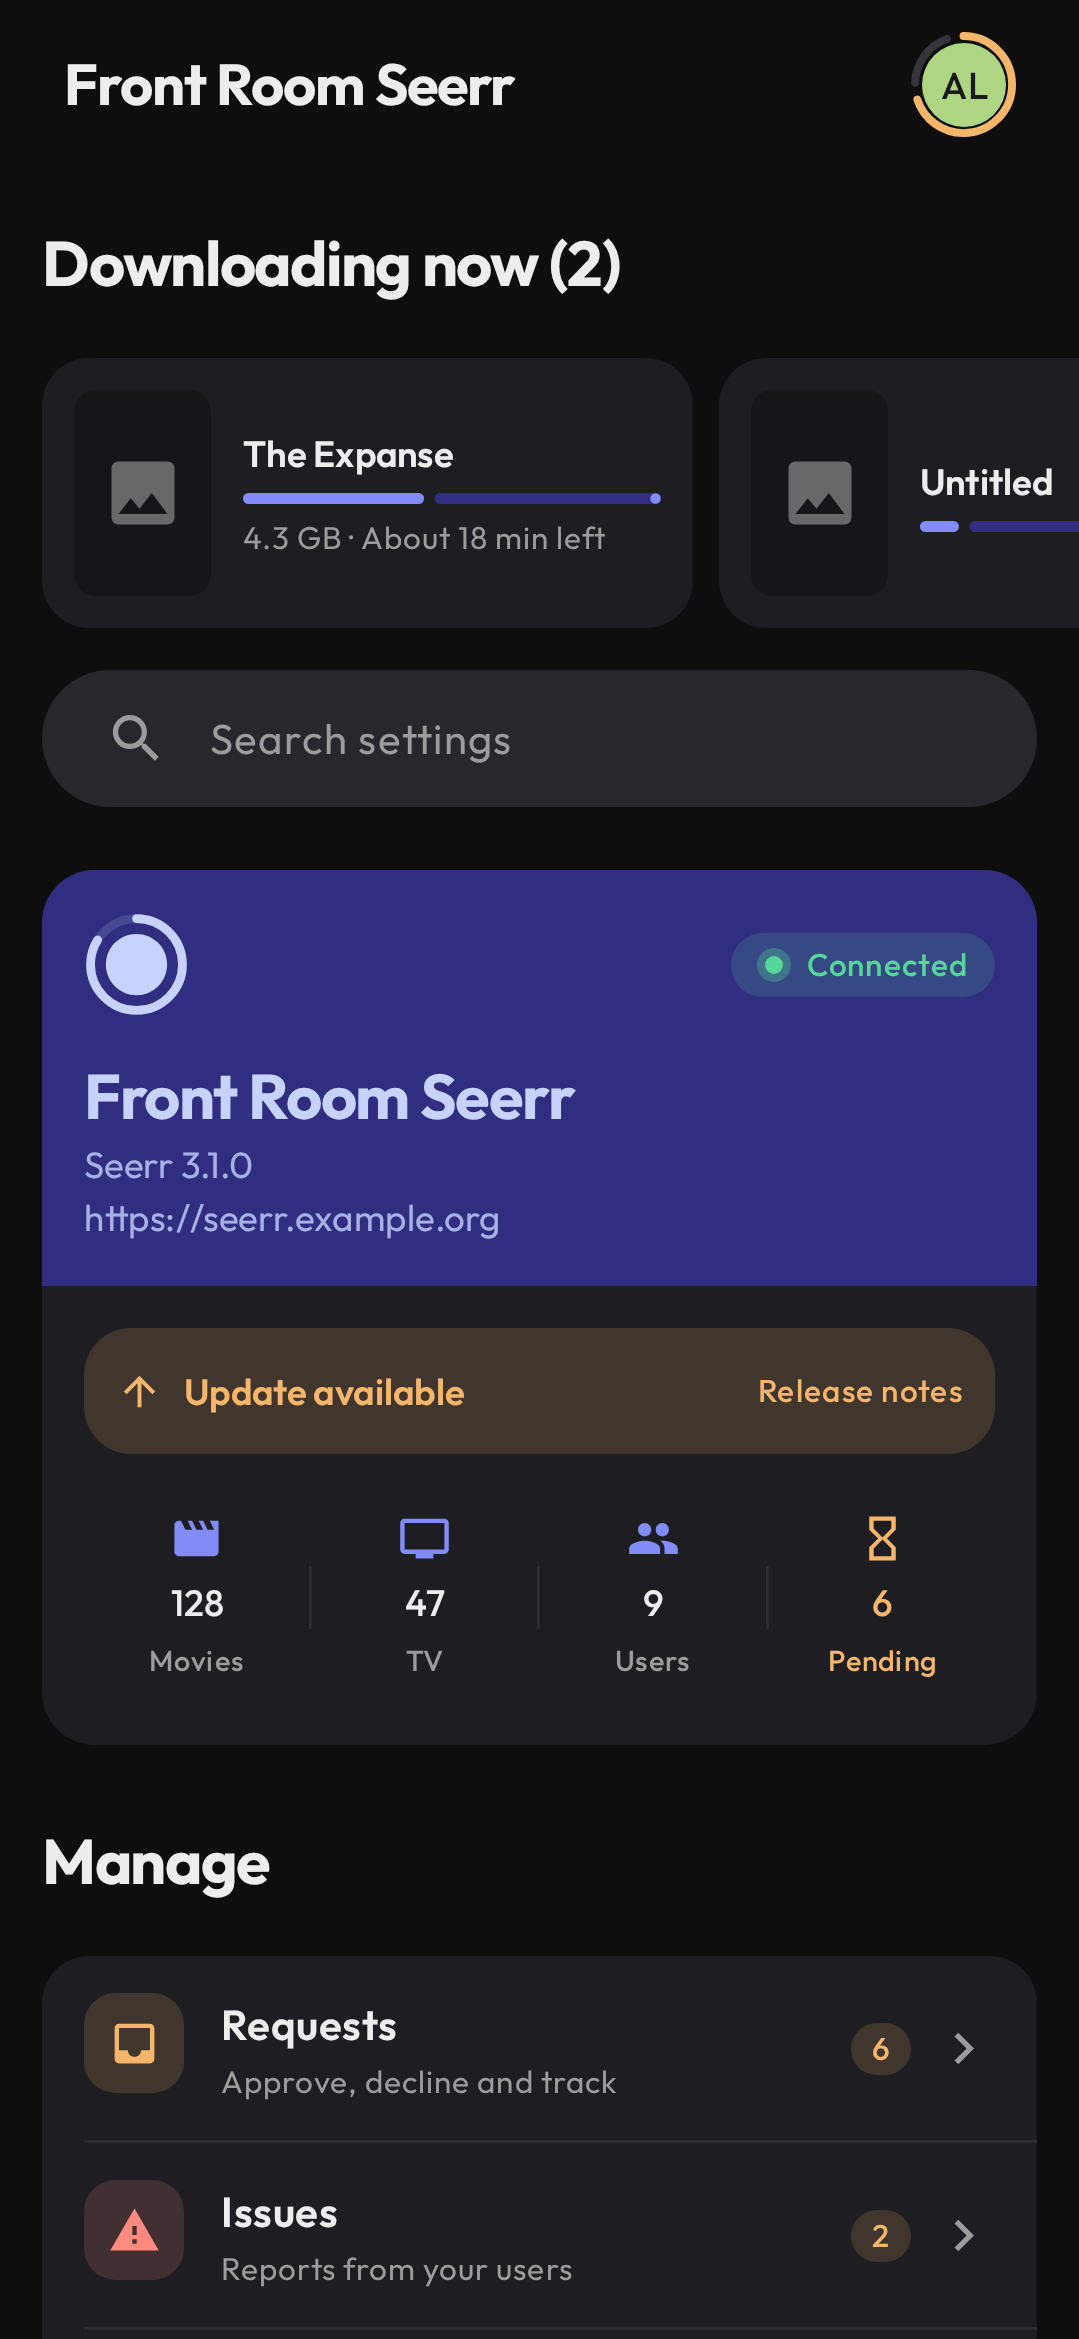 Front Room Seerr
AL
Downloading now (2)
The Expanse
4.3 GB · About 18 min left
Untitled
Search settings
Connected
Front Room Seerr
Seerr 3.1.0
https://seerr.example.org
Update available
Release notes
128
Movies
47
TV
9
Users
6
Pending
Manage
Requests
Approve, decline and track
6
Issues
Reports from your users
2